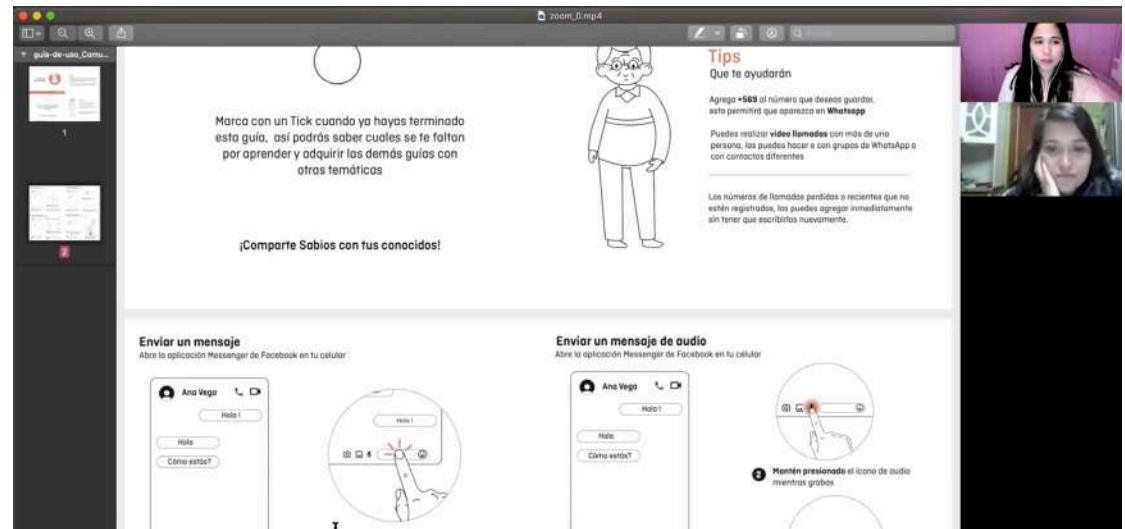 zoom_0.mp4
guía-de-uso_Comu...
1
2
Marca con un Tick cuando ya hayas terminado
esta guía, así podrás saber cuales se te faltan
por aprender y adquirir las demás guías con
otras temáticas
¡Comparte Sabios con tus conocidos!
Tips
Que te ayudarán
Agrega +569 al número que deseas guardar,
esto permitirá que aparezca en Whatsapp
Puedes realizar video llamadas con más de una
persona, las puedes hacer e con grupos de WhatsApp o
con contactos diferentes
Los números de llamadas perdidas o recientes que no
estén registrados, los puedes agregar inmediatamente
sin tener que escribirlos nuevamente.
Enviar un mensaje
Abre la aplicación Messenger de Facebook en tu celular
Ana Vega
Hola !
Hola
Cómo estás?
Hola !
Enviar un mensaje de audio
Abre la aplicación Messenger de Facebook en tu celular
Ana Vega
Hola !
Hola
Cómo estás?
2 Mantén presionado el ícono de audio
mientras grabas